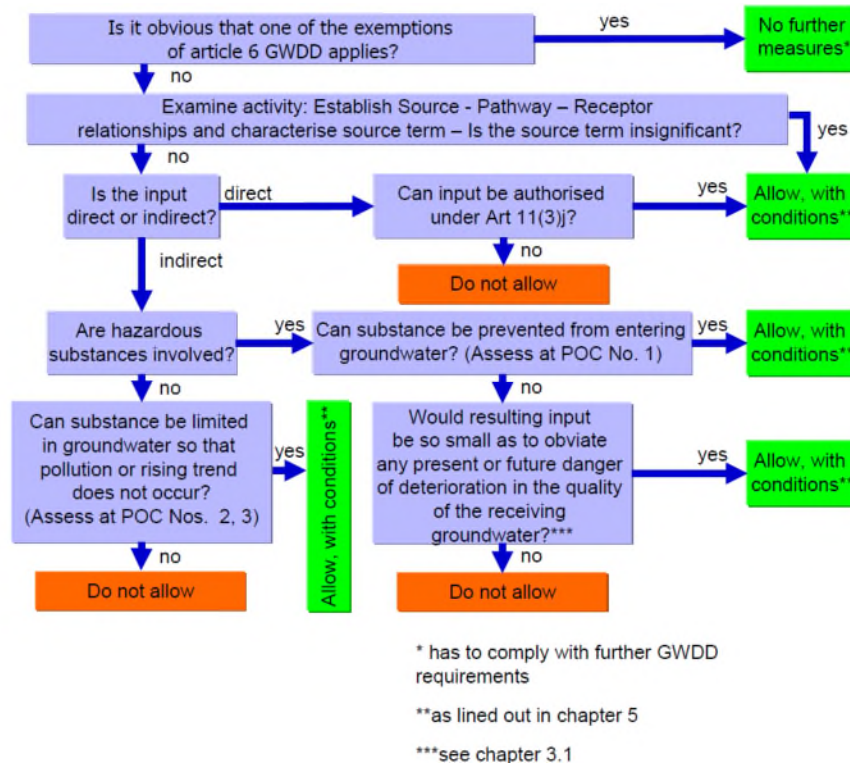 Is it obvious that one of the exemptions
of article 6 GWDD applies?
yes
No further
measures*
no
Examine activity: Establish Source - Pathway – Receptor
relationships and characterise source term – Is the source term insignificant?
yes
no
Is the input
direct or indirect?
direct
Can input be authorised
under Art 11(3)j?
yes
Allow, with
conditions**
no
Do not allow
indirect
Are hazardous
substances involved?
yes
Can substance be prevented from entering
groundwater? (Assess at POC No. 1)
yes
Allow, with
conditions**
no
no
Can substance be limited
in groundwater so that
pollution or rising trend
does not occur?
(Assess at POC Nos. 2, 3)
yes
Allow, with conditions**
Would resulting input
be so small as to obviate
any present or future danger
of deterioration in the quality
of the receiving
groundwater?***
yes
Allow, with
conditions**
no
Do not allow
no
Do not allow
* has to comply with further GWDD
requirements
**as lined out in chapter 5
***see chapter 3.1